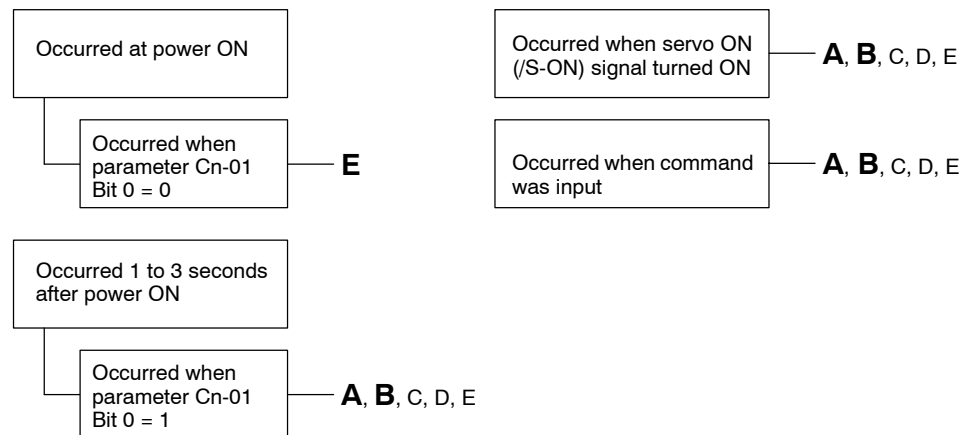 Occurred at power ON
Occurred when
parameter Cn-01
Bit 0 = 0
E
Occurred 1 to 3 seconds
after power ON
Occurred when
parameter Cn-01
Bit 0 = 1
A, B, C, D, E
Occurred when servo ON
(/S-ON) signal turned ON
A, B, C, D, E
Occurred when command
was input
A, B, C, D, E